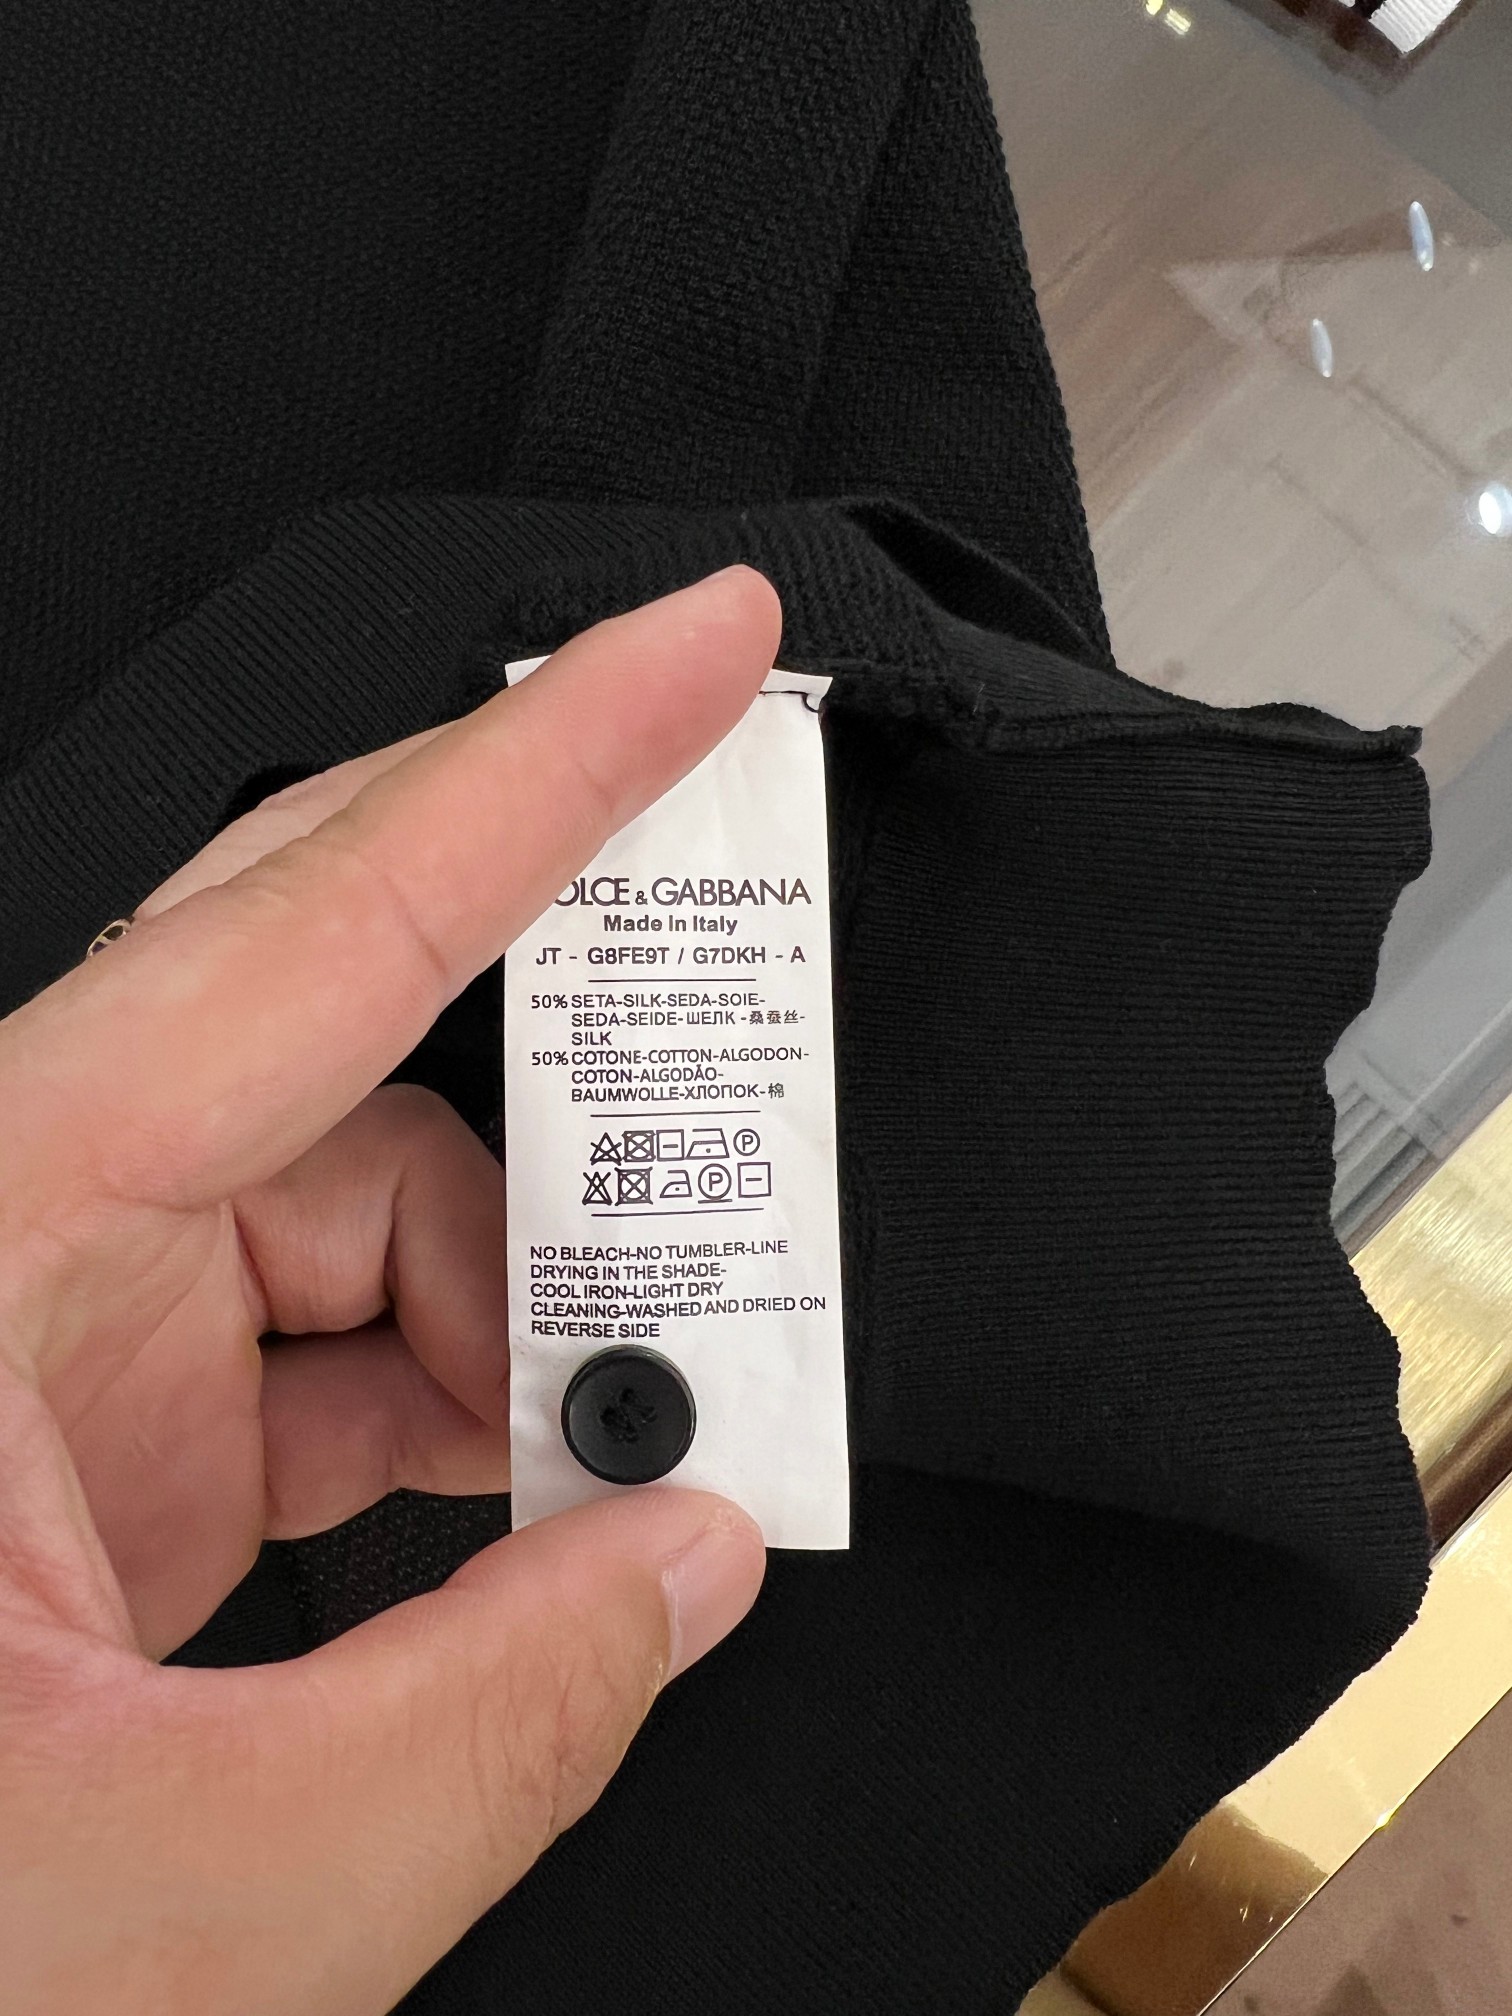 OLCE & GABBANA
Made in Italy
JT - G8FE9T / G7DKH - A
50% SETA-SILK-SEDA-SOIE-
SEDA-SEIDE-ШЕЛК-桑蚕丝-
SILK
50% COTONE-COTTON-ALGODON-
COTON-ALGODÃO-
BAUMWOLLE-ХЛОПОК-棉
P
P
NO BLEACH-NO TUMBLER-LINE
DRYING IN THE SHADE-
COOL IRON-LIGHT DRY
CLEANING-WASHED AND DRIED ON
REVERSE SIDE